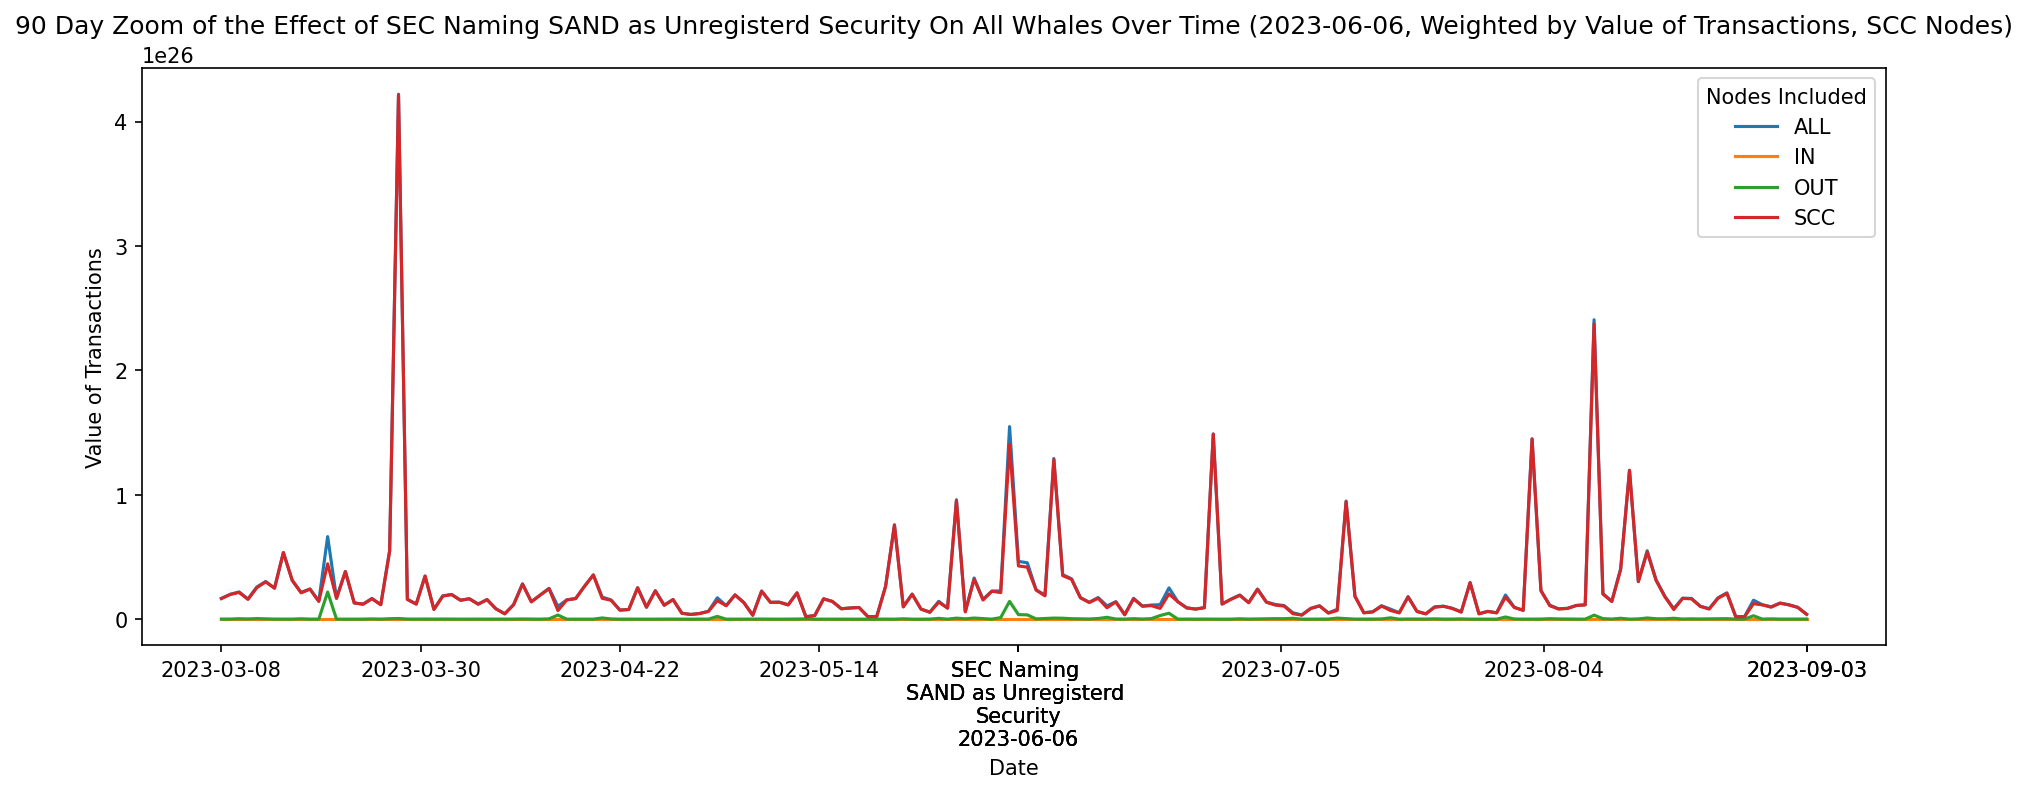 90 Day Zoom of the Effect of SEC Naming SAND as Unregisterd Security On All Whales Over Time (2023-06-06, Weighted by Value of Transactions, SCC Nodes)
1e26
Nodes Included
ALL
IN
OUT
SCC
4
3
2
1
0
Value of Transactions
2023-03-08
2023-03-30
2023-04-22
2023-05-14
SEC Naming
SAND as Unregisterd
Security
2023-06-06
2023-07-05
2023-08-04
2023-09-03
Date